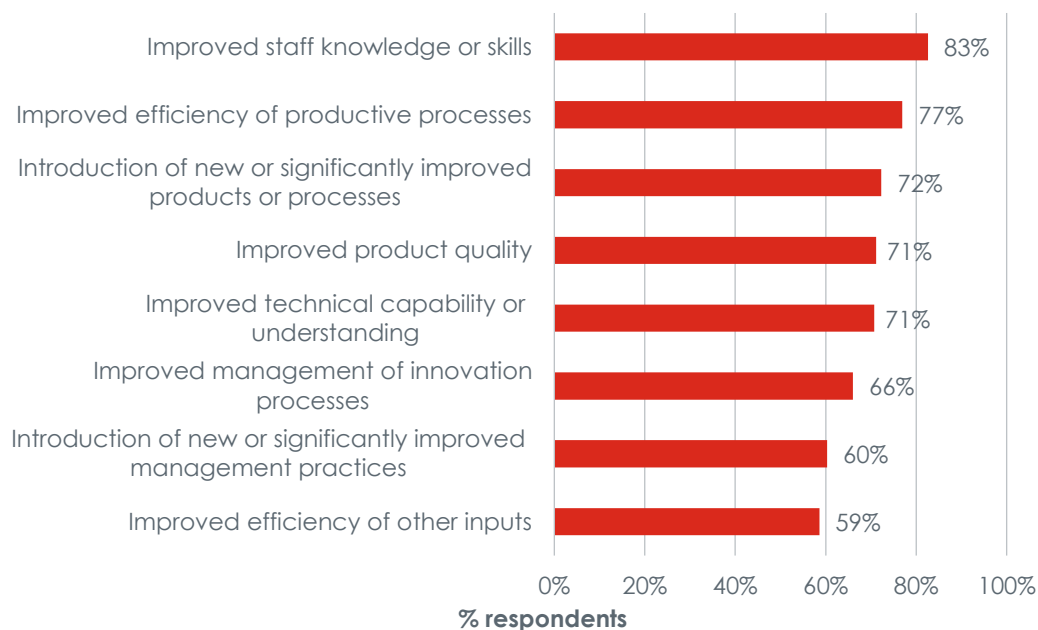 Improved staff knowledge or skills
83%
Improved efficiency of productive processes
77%
Introduction of new or significantly improved
products or processes
72%
Improved product quality
71%
Improved technical capability or
understanding
71%
Improved management of innovation
processes
66%
Introduction of new or significantly improved
management practices
60%
Improved efficiency of other inputs
59%
0% 20% 40% 60% 80% 100%
% respondents